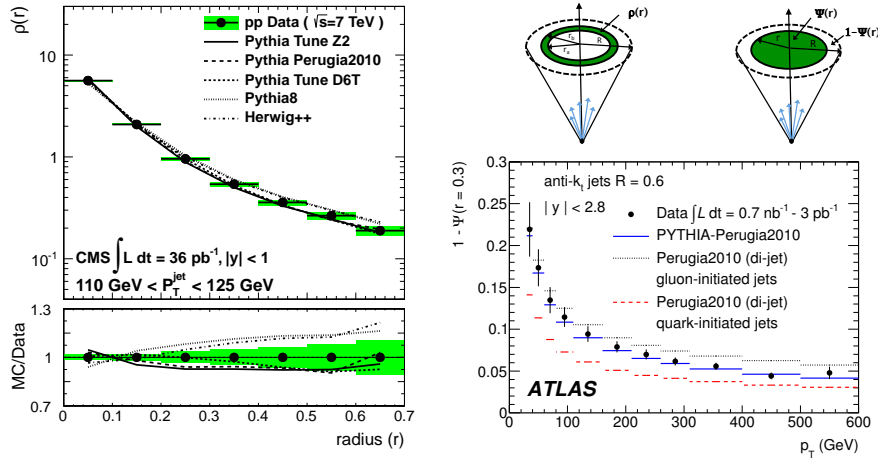 ρ(r)
pp Data ( √s=7 TeV )
Pythia Tune Z2
Pythia Perugia2010
Pythia Tune D6T
Pythia8
Herwig++
10
1
10⁻¹
CMS ∫ L dt = 36 pb⁻¹, |y| < 1
110 GeV < P_T^jet < 125 GeV
MC/Data
1.3
1
0.7
0 0.1 0.2 0.3 0.4 0.5 0.6 0.7
radius (r)
ρ(r)
R
Ψ(r)
1−Ψ(r)
r
R
1 - Ψ(r = 0.3)
0.3
0.25
0.2
0.15
0.1
0.05
0
anti-k_t jets R = 0.6
| y | < 2.8
Data ∫L dt = 0.7 nb⁻¹ - 3 pb⁻¹
PYTHIA-Perugia2010
Perugia2010 (di-jet)
gluon-initiated jets
Perugia2010 (di-jet)
quark-initiated jets
ATLAS
0 100 200 300 400 500 600
p_T (GeV)